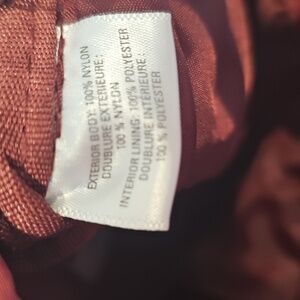 EXTERIOR BODY: 100% NYLON
DOUBLURE EXTERIEURE:
100 % NYLON
INTERIOR LINING: 100% POLYESTER
DOUBLURE INTERIEURE:
100 % POLYESTER